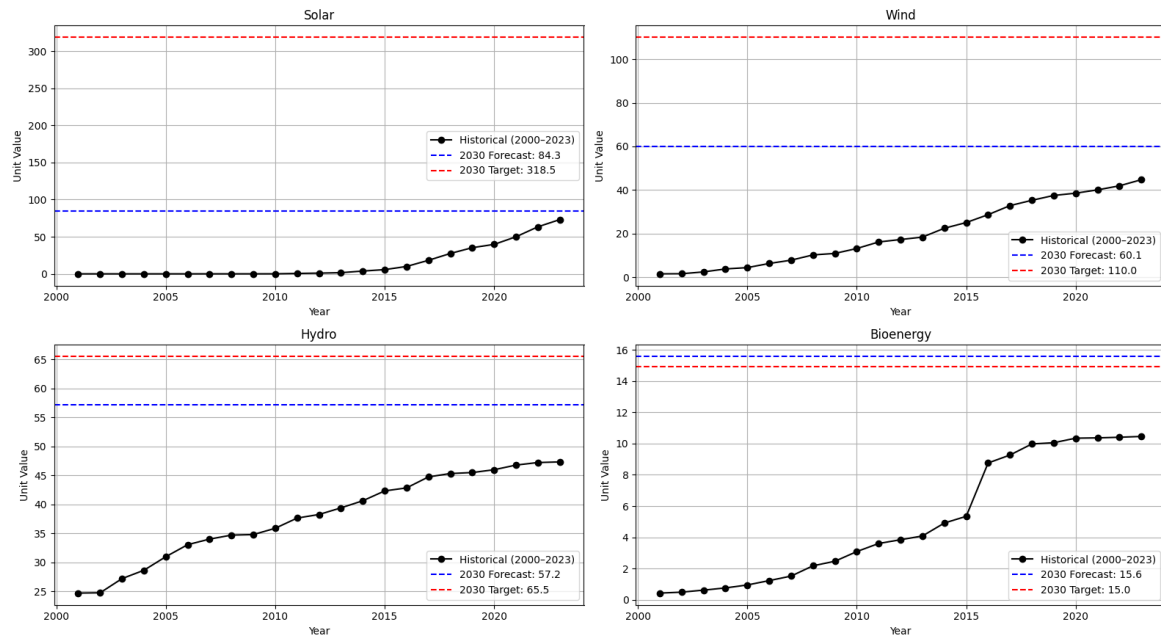 Solar
Unit Value
300
250
200
150
100
50
0
Historical (2000–2023)
2030 Forecast: 84.3
2030 Target: 318.5
2000 2005 2010 2015 2020
Year
Wind
Unit Value
100
80
60
40
20
0
Historical (2000–2023)
2030 Forecast: 60.1
2030 Target: 110.0
2000 2005 2010 2015 2020
Year
Hydro
Unit Value
65
60
55
50
45
40
35
30
25
Historical (2000–2023)
2030 Forecast: 57.2
2030 Target: 65.5
2000 2005 2010 2015 2020
Year
Bioenergy
Unit Value
16
14
12
10
8
6
4
2
0
Historical (2000–2023)
2030 Forecast: 15.6
2030 Target: 15.0
2000 2005 2010 2015 2020
Year